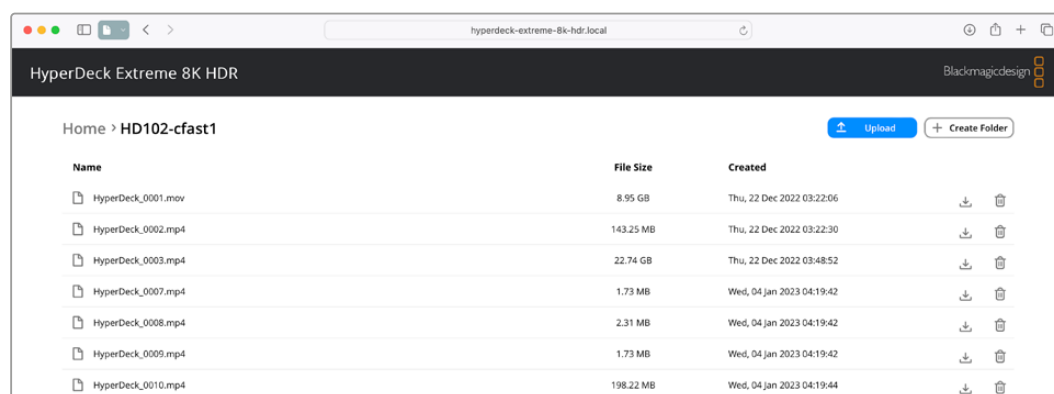 hyperdeck-extreme-8k-hdr.local
HyperDeck Extreme 8K HDR
Blackmagicdesign
Home > HD102-cfast1
Upload
+ Create Folder
Name File Size Created
HyperDeck_0001.mov 8.95 GB Thu, 22 Dec 2022 03:22:06
HyperDeck_0002.mp4 143.25 MB Thu, 22 Dec 2022 03:22:30
HyperDeck_0003.mp4 22.74 GB Thu, 22 Dec 2022 03:48:52
HyperDeck_0007.mp4 1.73 MB Wed, 04 Jan 2023 04:19:42
HyperDeck_0008.mp4 2.31 MB Wed, 04 Jan 2023 04:19:42
HyperDeck_0009.mp4 1.73 MB Wed, 04 Jan 2023 04:19:42
HyperDeck_0010.mp4 198.22 MB Wed, 04 Jan 2023 04:19:44